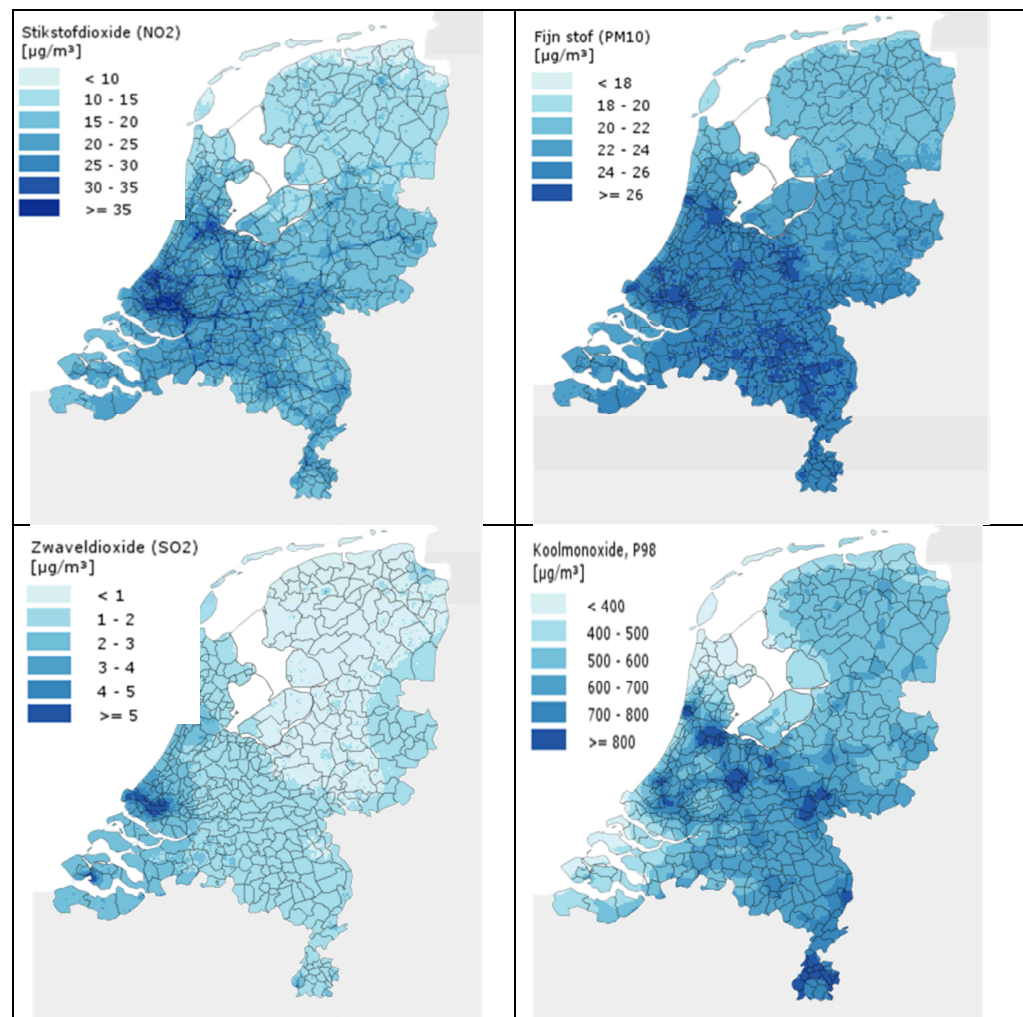 Stikstofdioxide (NO2)
[µg/m³]
< 10
10 - 15
15 - 20
20 - 25
25 - 30
30 - 35
>= 35
Fijn stof (PM10)
[µg/m³]
< 18
18 - 20
20 - 22
22 - 24
24 - 26
>= 26
Zwaveldioxide (SO2)
[µg/m³]
< 1
1 - 2
2 - 3
3 - 4
4 - 5
>= 5
Koolmonoxide, P98
[µg/m³]
< 400
400 - 500
500 - 600
600 - 700
700 - 800
>= 800